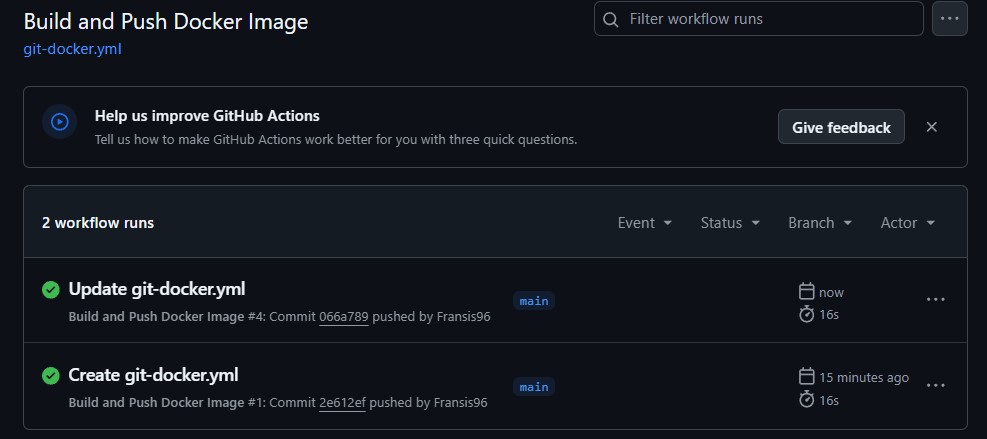 Build and Push Docker Image
Filter workflow runs
git-docker.yml
Help us improve GitHub Actions
Tell us how to make GitHub Actions work better for you with three quick questions.
Give feedback
2 workflow runs
Event
Status
Branch
Actor
Update git-docker.yml
main
now
Build and Push Docker Image #4: Commit 066a789 pushed by Fransis96
16s
Create git-docker.yml
main
15 minutes ago
Build and Push Docker Image #1: Commit 2e612ef pushed by Fransis96
16s